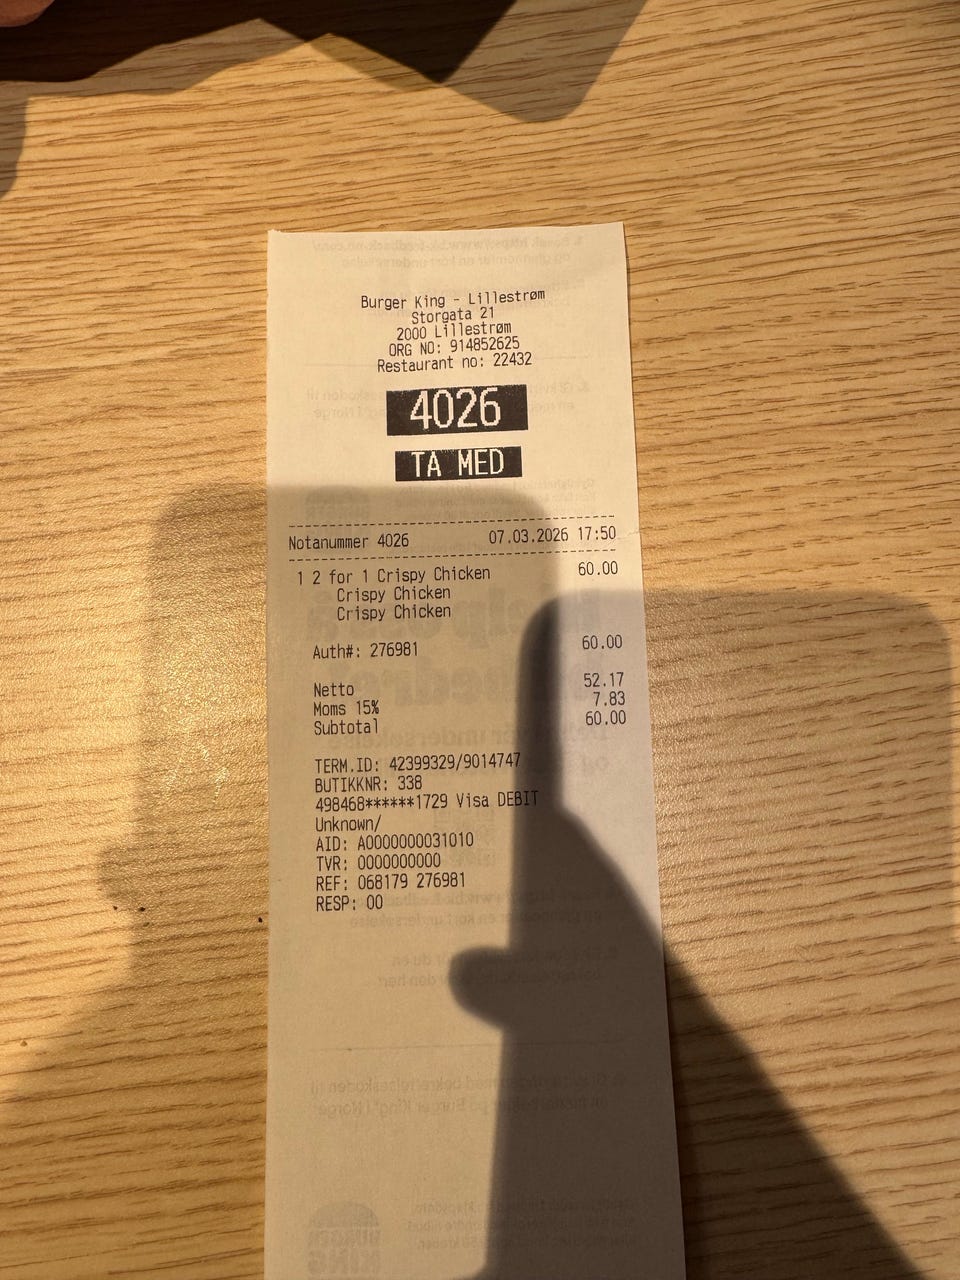 Burger King - Lillestrøm
Storgata 21
2000 Lillestrøm
ORG NO: 914852625
Restaurant no: 22432
4026
TA MED
Notanummer 4026 07.03.2026 17:50
1 2 for 1 Crispy Chicken 60.00
Crispy Chicken
Crispy Chicken
Auth#: 276981 60.00
Netto 52.17
Moms 15% 7.83
Subtotal 60.00
TERM.ID: 42399329/9014747
BUTIKKNR: 338
498468******1729 Visa DEBIT
Unknown/
AID: A0000000031010
TVR: 0000000000
REF: 068179 276981
RESP: 00